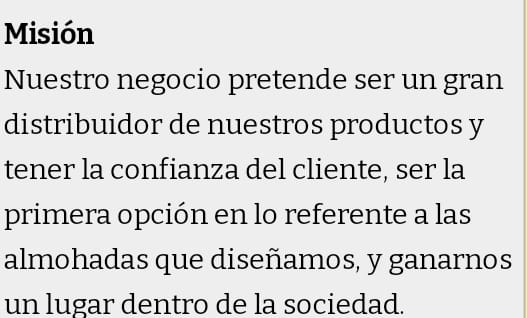 Misión
Nuestro negocio pretende ser un gran
distribuidor de nuestros productos y
tener la confianza del cliente, ser la
primera opción en lo referente a las
almohadas que diseñamos, y ganarnos
un lugar dentro de la sociedad.